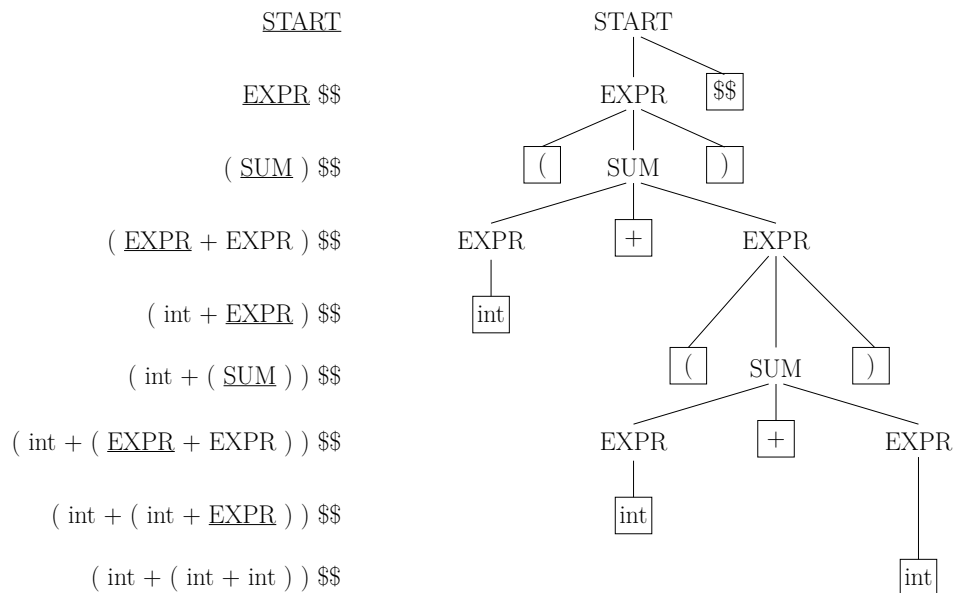 START START
EXPR $$ EXPR $$
( SUM ) $$ ( SUM )
( EXPR + EXPR ) $$ EXPR + EXPR
( int + EXPR ) $$ int
( int + ( SUM ) ) $$ ( SUM )
( int + ( EXPR + EXPR ) ) $$ EXPR + EXPR
( int + ( int + EXPR ) ) $$ int
( int + ( int + int ) ) $$ int